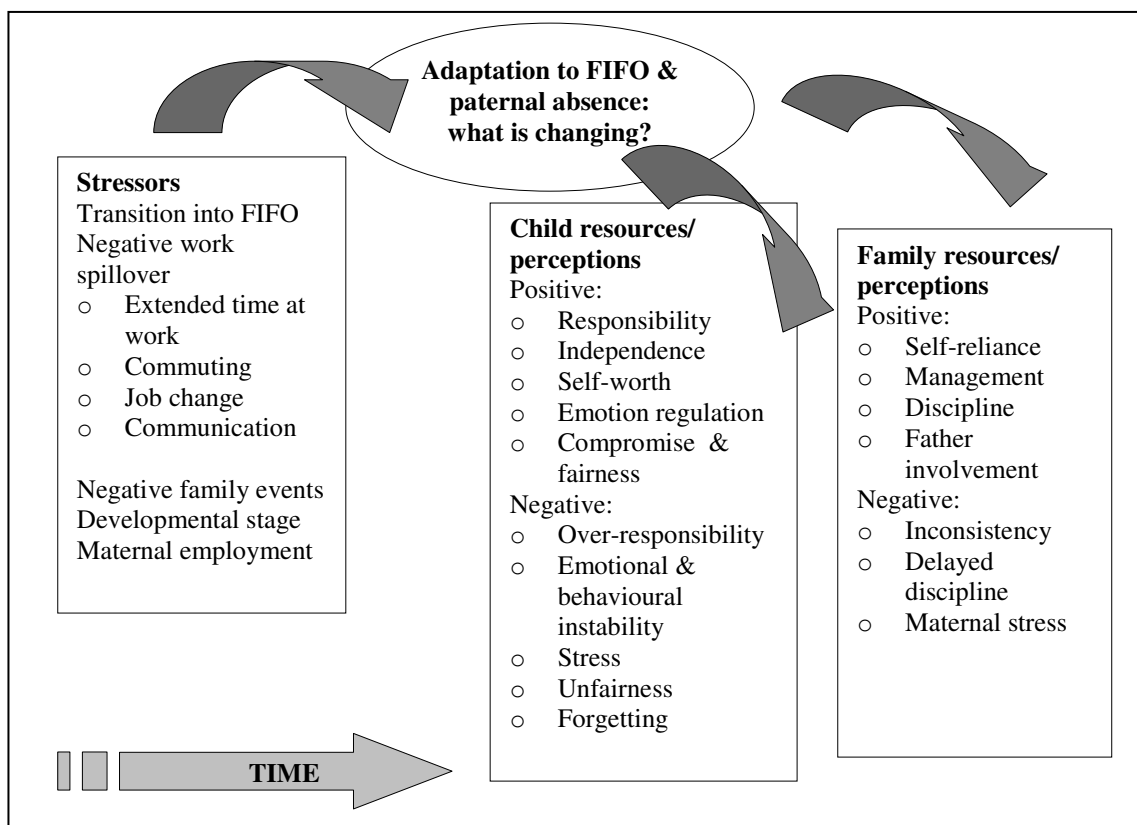 Adaptation to FIFO &
paternal absence:
what is changing?
Stressors
Transition into FIFO
Negative work
spillover
o Extended time at
work
o Commuting
o Job change
o Communication
Negative family events
Developmental stage
Maternal employment
Child resources/
perceptions
Positive:
o Responsibility
o Independence
o Self-worth
o Emotion regulation
o Compromise & 
fairness
Negative:
o Over-responsibility
o Emotional &
behavioural
instability
o Stress
o Unfairness
o Forgetting
Family resources/
perceptions
Positive:
o Self-reliance
o Management
o Discipline
o Father
involvement
Negative:
o Inconsistency
o Delayed
discipline
o Maternal stress
TIME